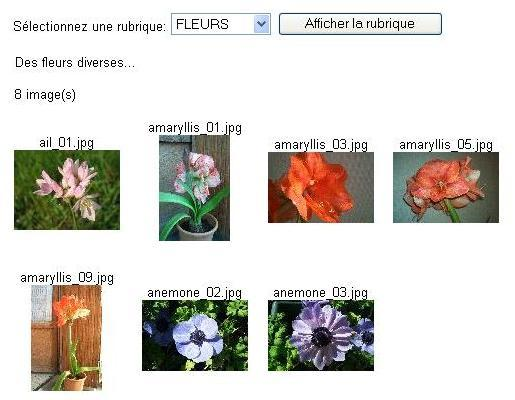 Sélectionnez une rubrique: FLEURS Afficher la rubrique
Des fleurs diverses...
8 image(s)
ail_01.jpg amaryllis_01.jpg amaryllis_03.jpg amaryllis_05.jpg
amaryllis_09.jpg anemone_02.jpg anemone_03.jpg